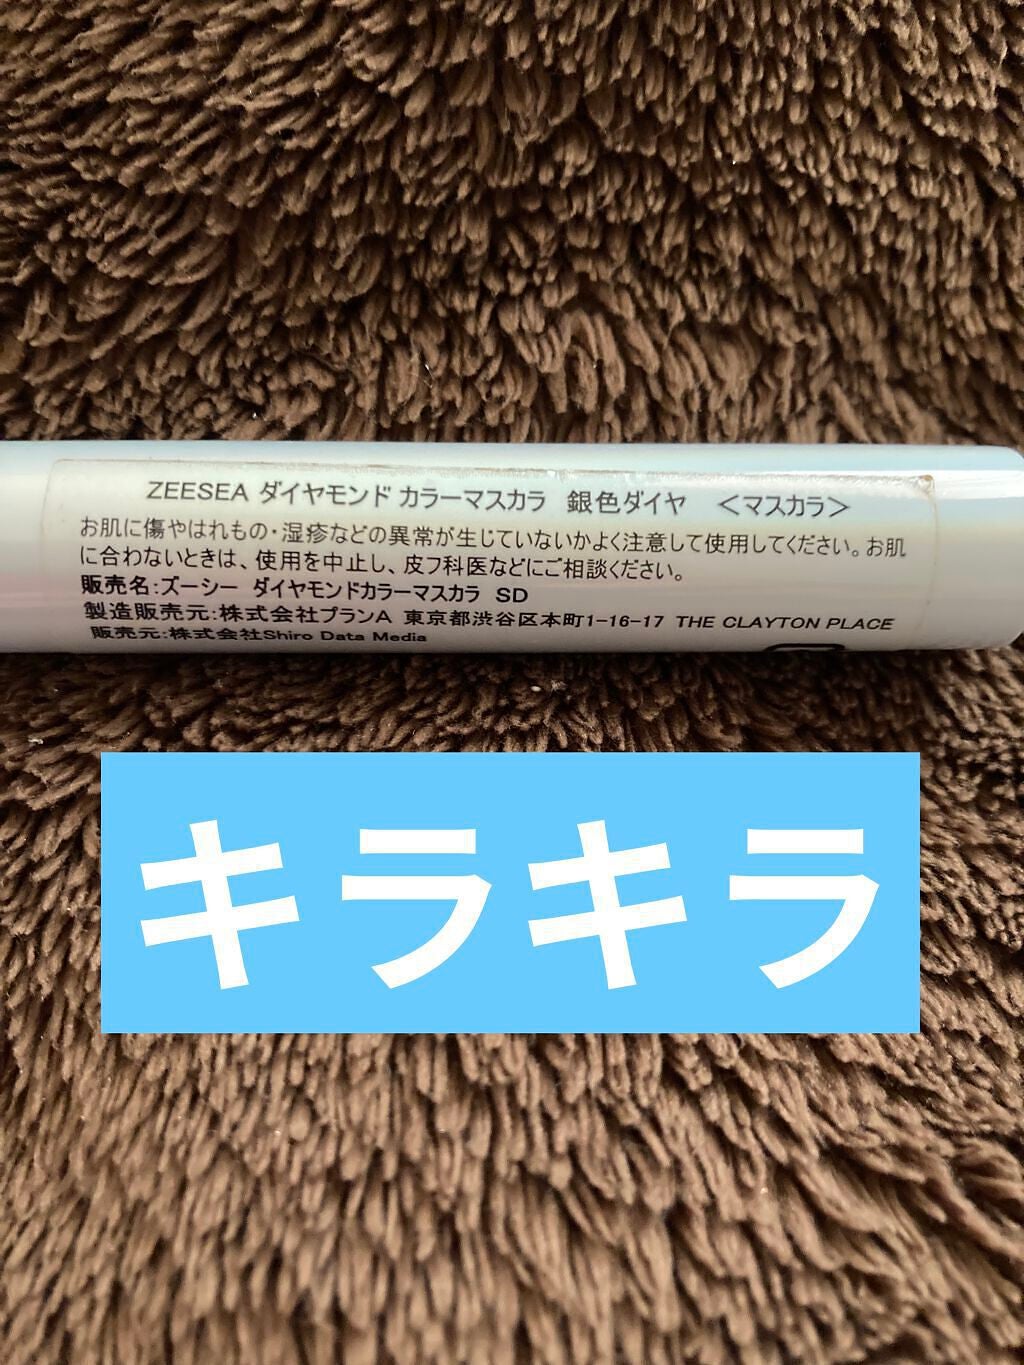 ZEESEA ダイヤモンド カラーマスカラ 銀色ダイヤ <マスカラ>
お肌に傷やはれもの・湿疹などの異常が生じていないかよく注意して使用してください。お肌
に合わないときは、使用を中止し、皮フ科医などにご相談ください。
販売名:ズーシー ダイヤモンドカラーマスカラ SD
製造販売元:株式会社プランA 東京都渋谷区本町1-16-17 THE CLAYTON PLACE
販売元:株式会社Shiro Data Media
キラキラ